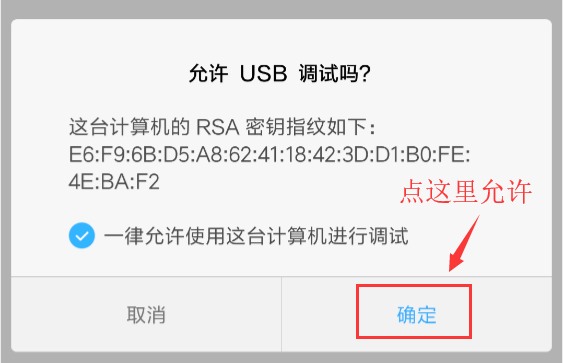 允许 USB 调试吗?
这台计算机的 RSA 密钥指纹如下：
E6:F9:6B:D5:A8:62:41:18:42:3D:D1:B0:FE:
4E:BA:F2
点这里允许
一律允许使用这台计算机进行调试
取消
确定